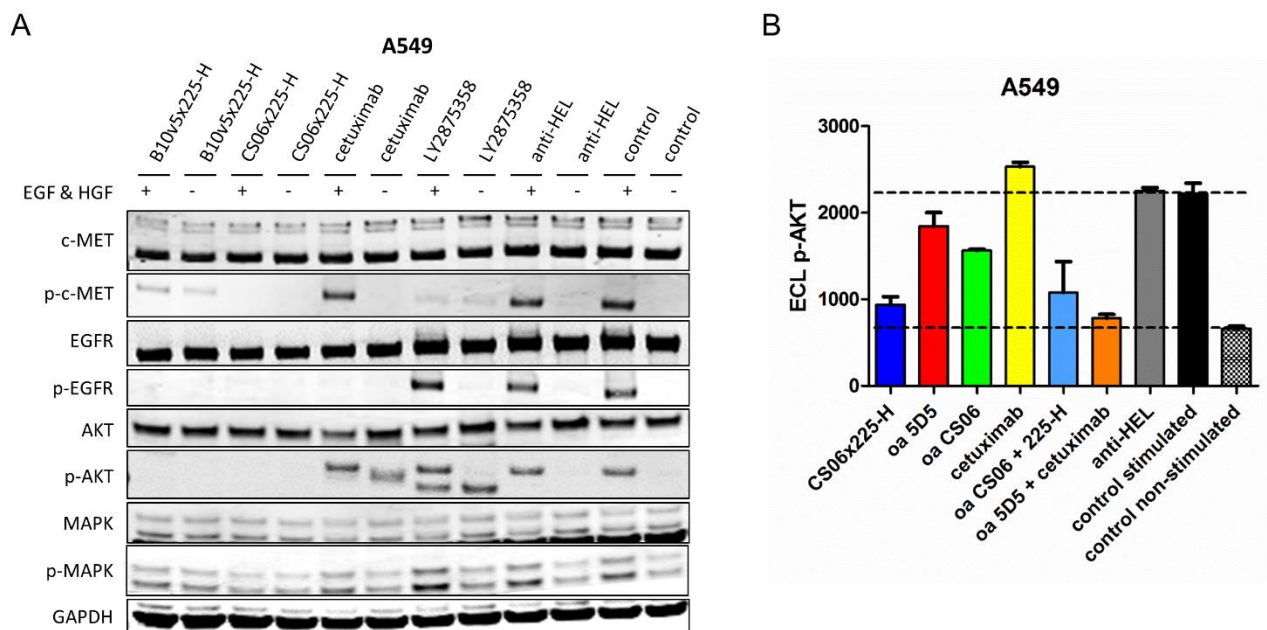 A
A549
B10v5x225-H
B10v5x225-H
CS06x225-H
CS06x225-H
cetuximab
cetuximab
LY2875358
LY2875358
anti-HEL
anti-HEL
control
control
EGF & HGF + - + - + - + - + - + -
c-MET
p-c-MET
EGFR
p-EGFR
AKT
p-AKT
MAPK
p-MAPK
GAPDH
B
A549
ECL p-AKT
3000
2000
1000
0
CS06x225-H
oa 5D5
oa CS06
cetuximab
oa CS06 + 225-H
oa 5D5 + cetuximab
anti-HEL
control stimulated
control non-stimulated